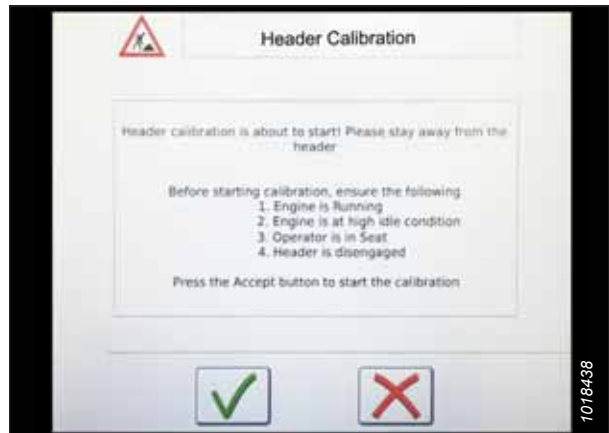 Header Calibration
Header calibration is about to start! Please stay away from the
header
Before starting calibration, ensure the following
1. Engine is Running
2. Engine is at high idle condition
3. Operator is in Seat
4. Header is disengaged
Press the Accept button to start the calibration
1018438